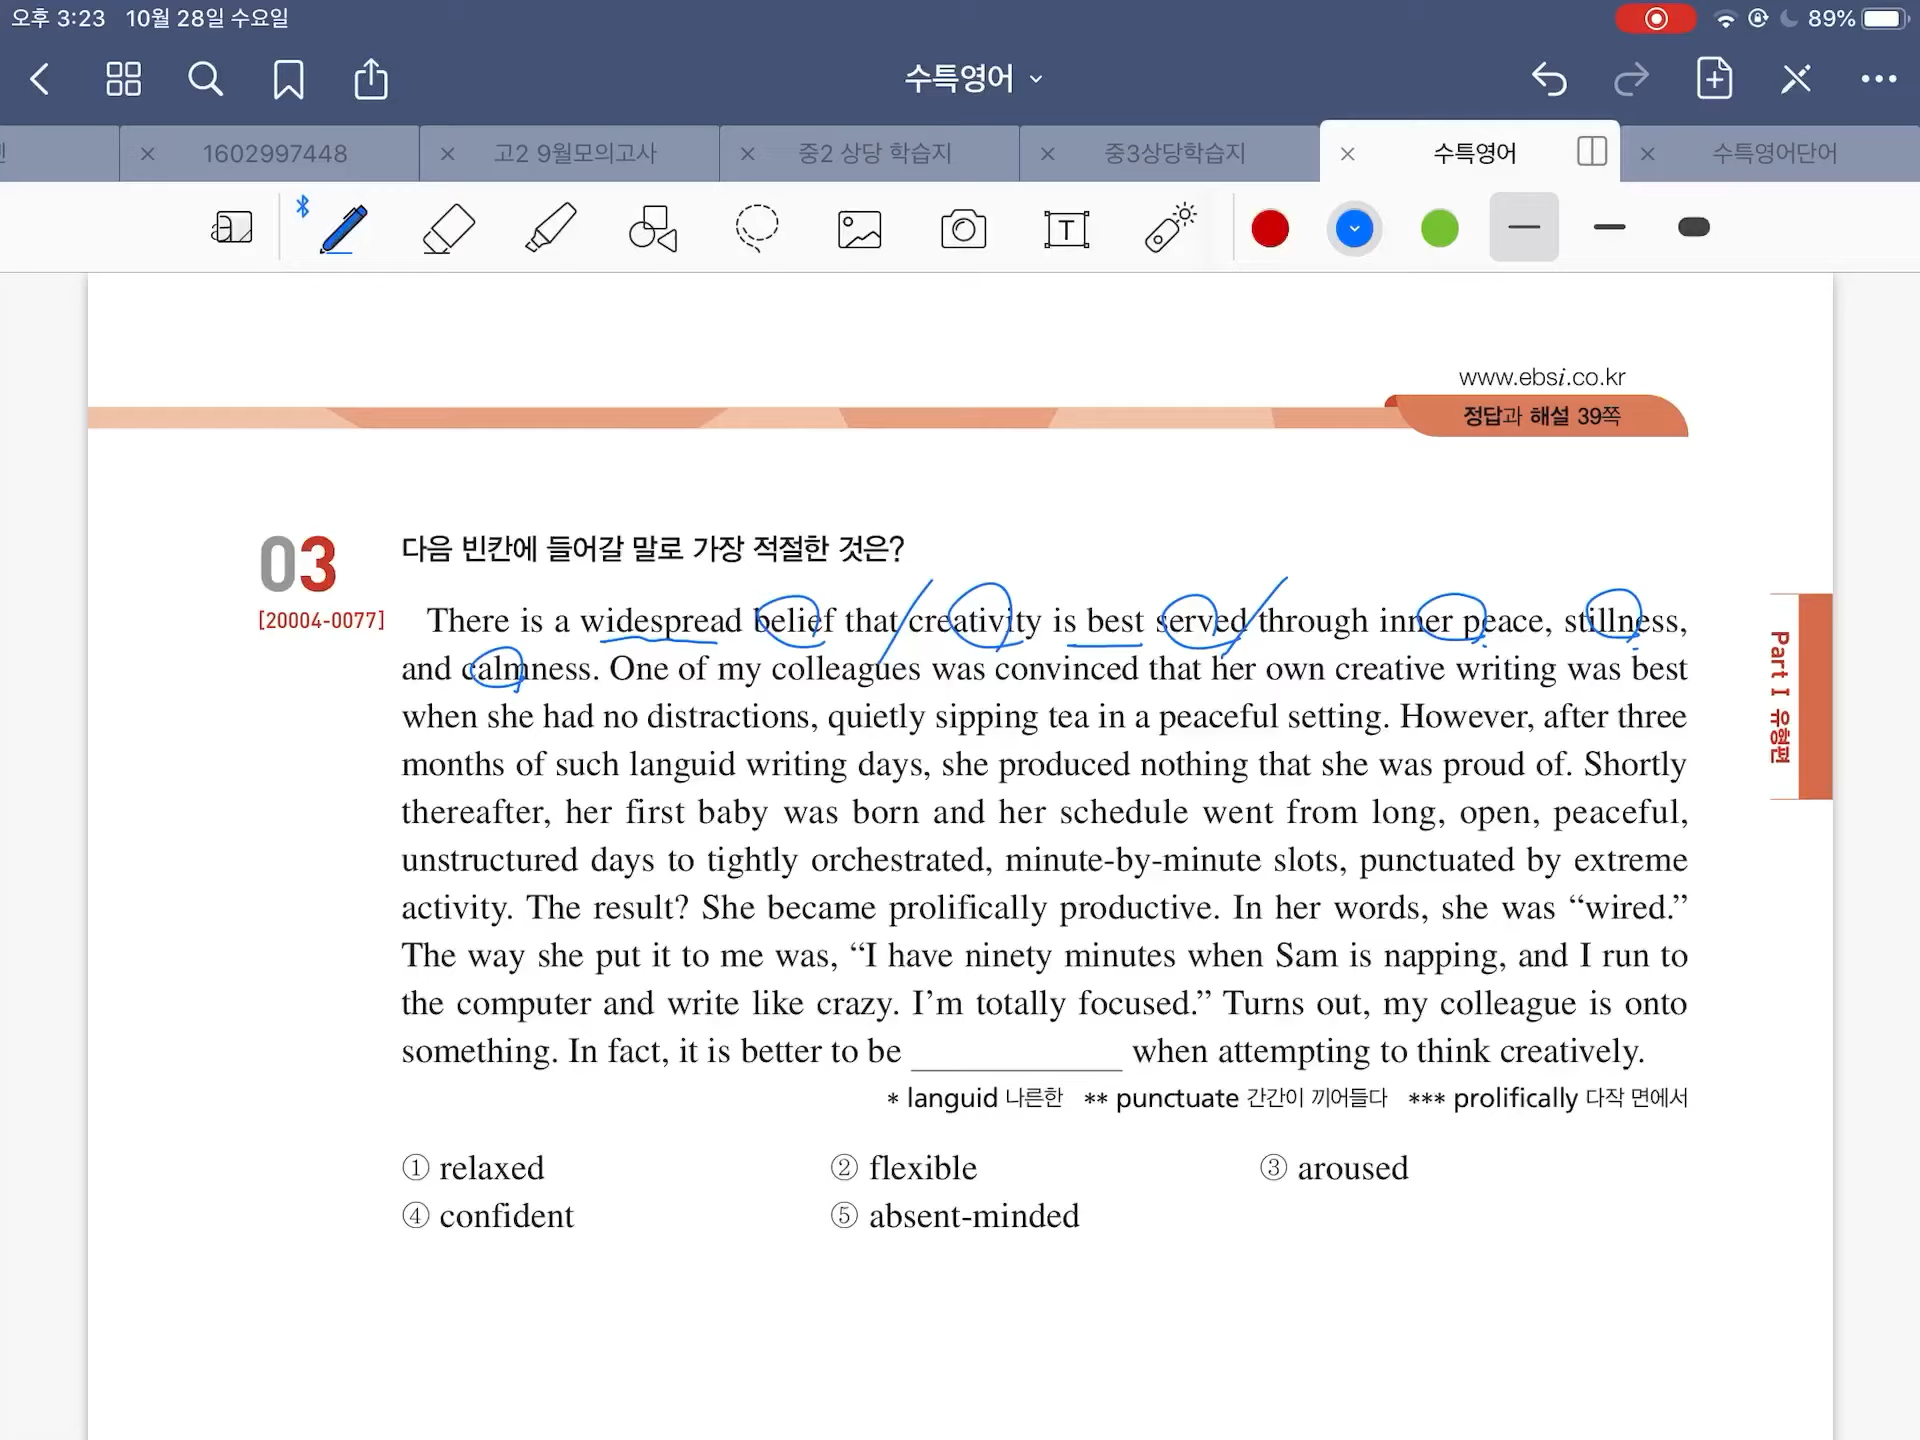 오후 3:23 10월 28일 수요일
89%
수특영어
1602997448
고2 9월모의고사
중2 상당 학습지
중3상당학습지
수특영어
수특영어단어
www.ebsi.co.kr
정답과 해설 39쪽
03
[20004-0077]
다음 빈칸에 들어갈 말로 가장 적절한 것은?
There is a widespread belief that creativity is best served through inner peace, stillness,
and calmness. One of my colleagues was convinced that her own creative writing was best
when she had no distractions, quietly sipping tea in a peaceful setting. However, after three
months of such languid writing days, she produced nothing that she was proud of. Shortly
thereafter, her first baby was born and her schedule went from long, open, peaceful,
unstructured days to tightly orchestrated, minute-by-minute slots, punctuated by extreme
activity. The result? She became prolifically productive. In her words, she was “wired.”
The way she put it to me was, “I have ninety minutes when Sam is napping, and I run to
the computer and write like crazy. I’m totally focused.” Turns out, my colleague is onto
something. In fact, it is better to be ____________ when attempting to think creatively.
* languid 나른한 ** punctuate 간간이 끼어들다 *** prolifically 다작 면에서
① relaxed ② flexible ③ aroused
④ confident ⑤ absent-minded
Part I 유형편